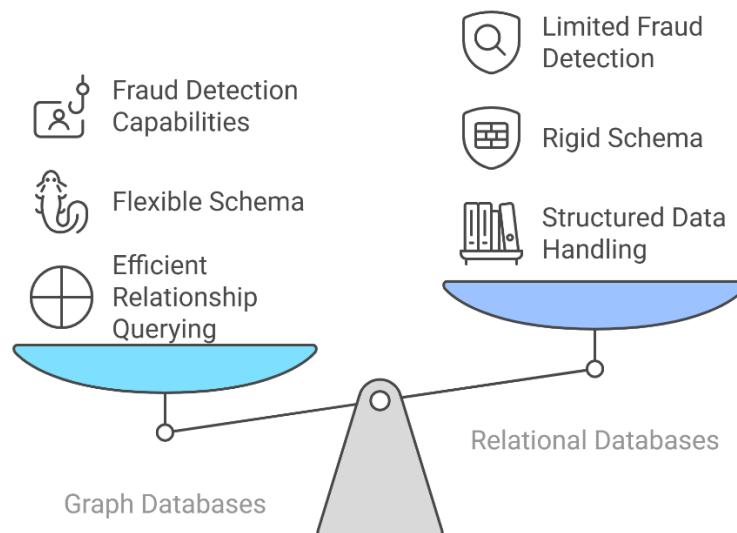 Fraud Detection
Capabilities
Flexible Schema
Efficient
Relationship
Querying
Graph Databases
Limited Fraud
Detection
Rigid Schema
Structured Data
Handling
Relational Databases